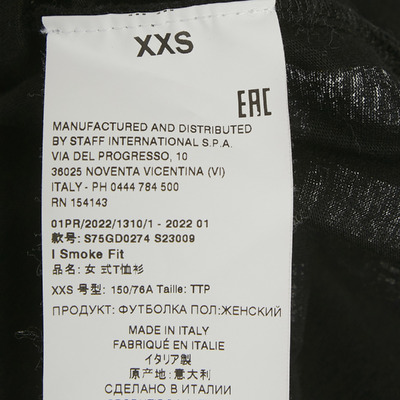 XXS
EAC
MANUFACTURED AND DISTRIBUTED
BY STAFF INTERNATIONAL S.P.A.
VIA DEL PROGRESSO, 10
36025 NOVENTA VICENTINA (VI)
ITALY - PH 0444 784 500
RN 154143
01PR/2022/1310/1 - 2022 01
款号: S75GD0274 S23009
I Smoke Fit
品名: 女 式T恤衫
XXS 号型: 150/76A Taille: TTP
ПРОДУКТ: ФУТБОЛКА ПОЛ:ЖЕНСКИЙ
MADE IN ITALY
FABRIQUÉ EN ITALIE
イタリア製
原产地: 意大利
СДЕЛАНО В ИТАЛИИ